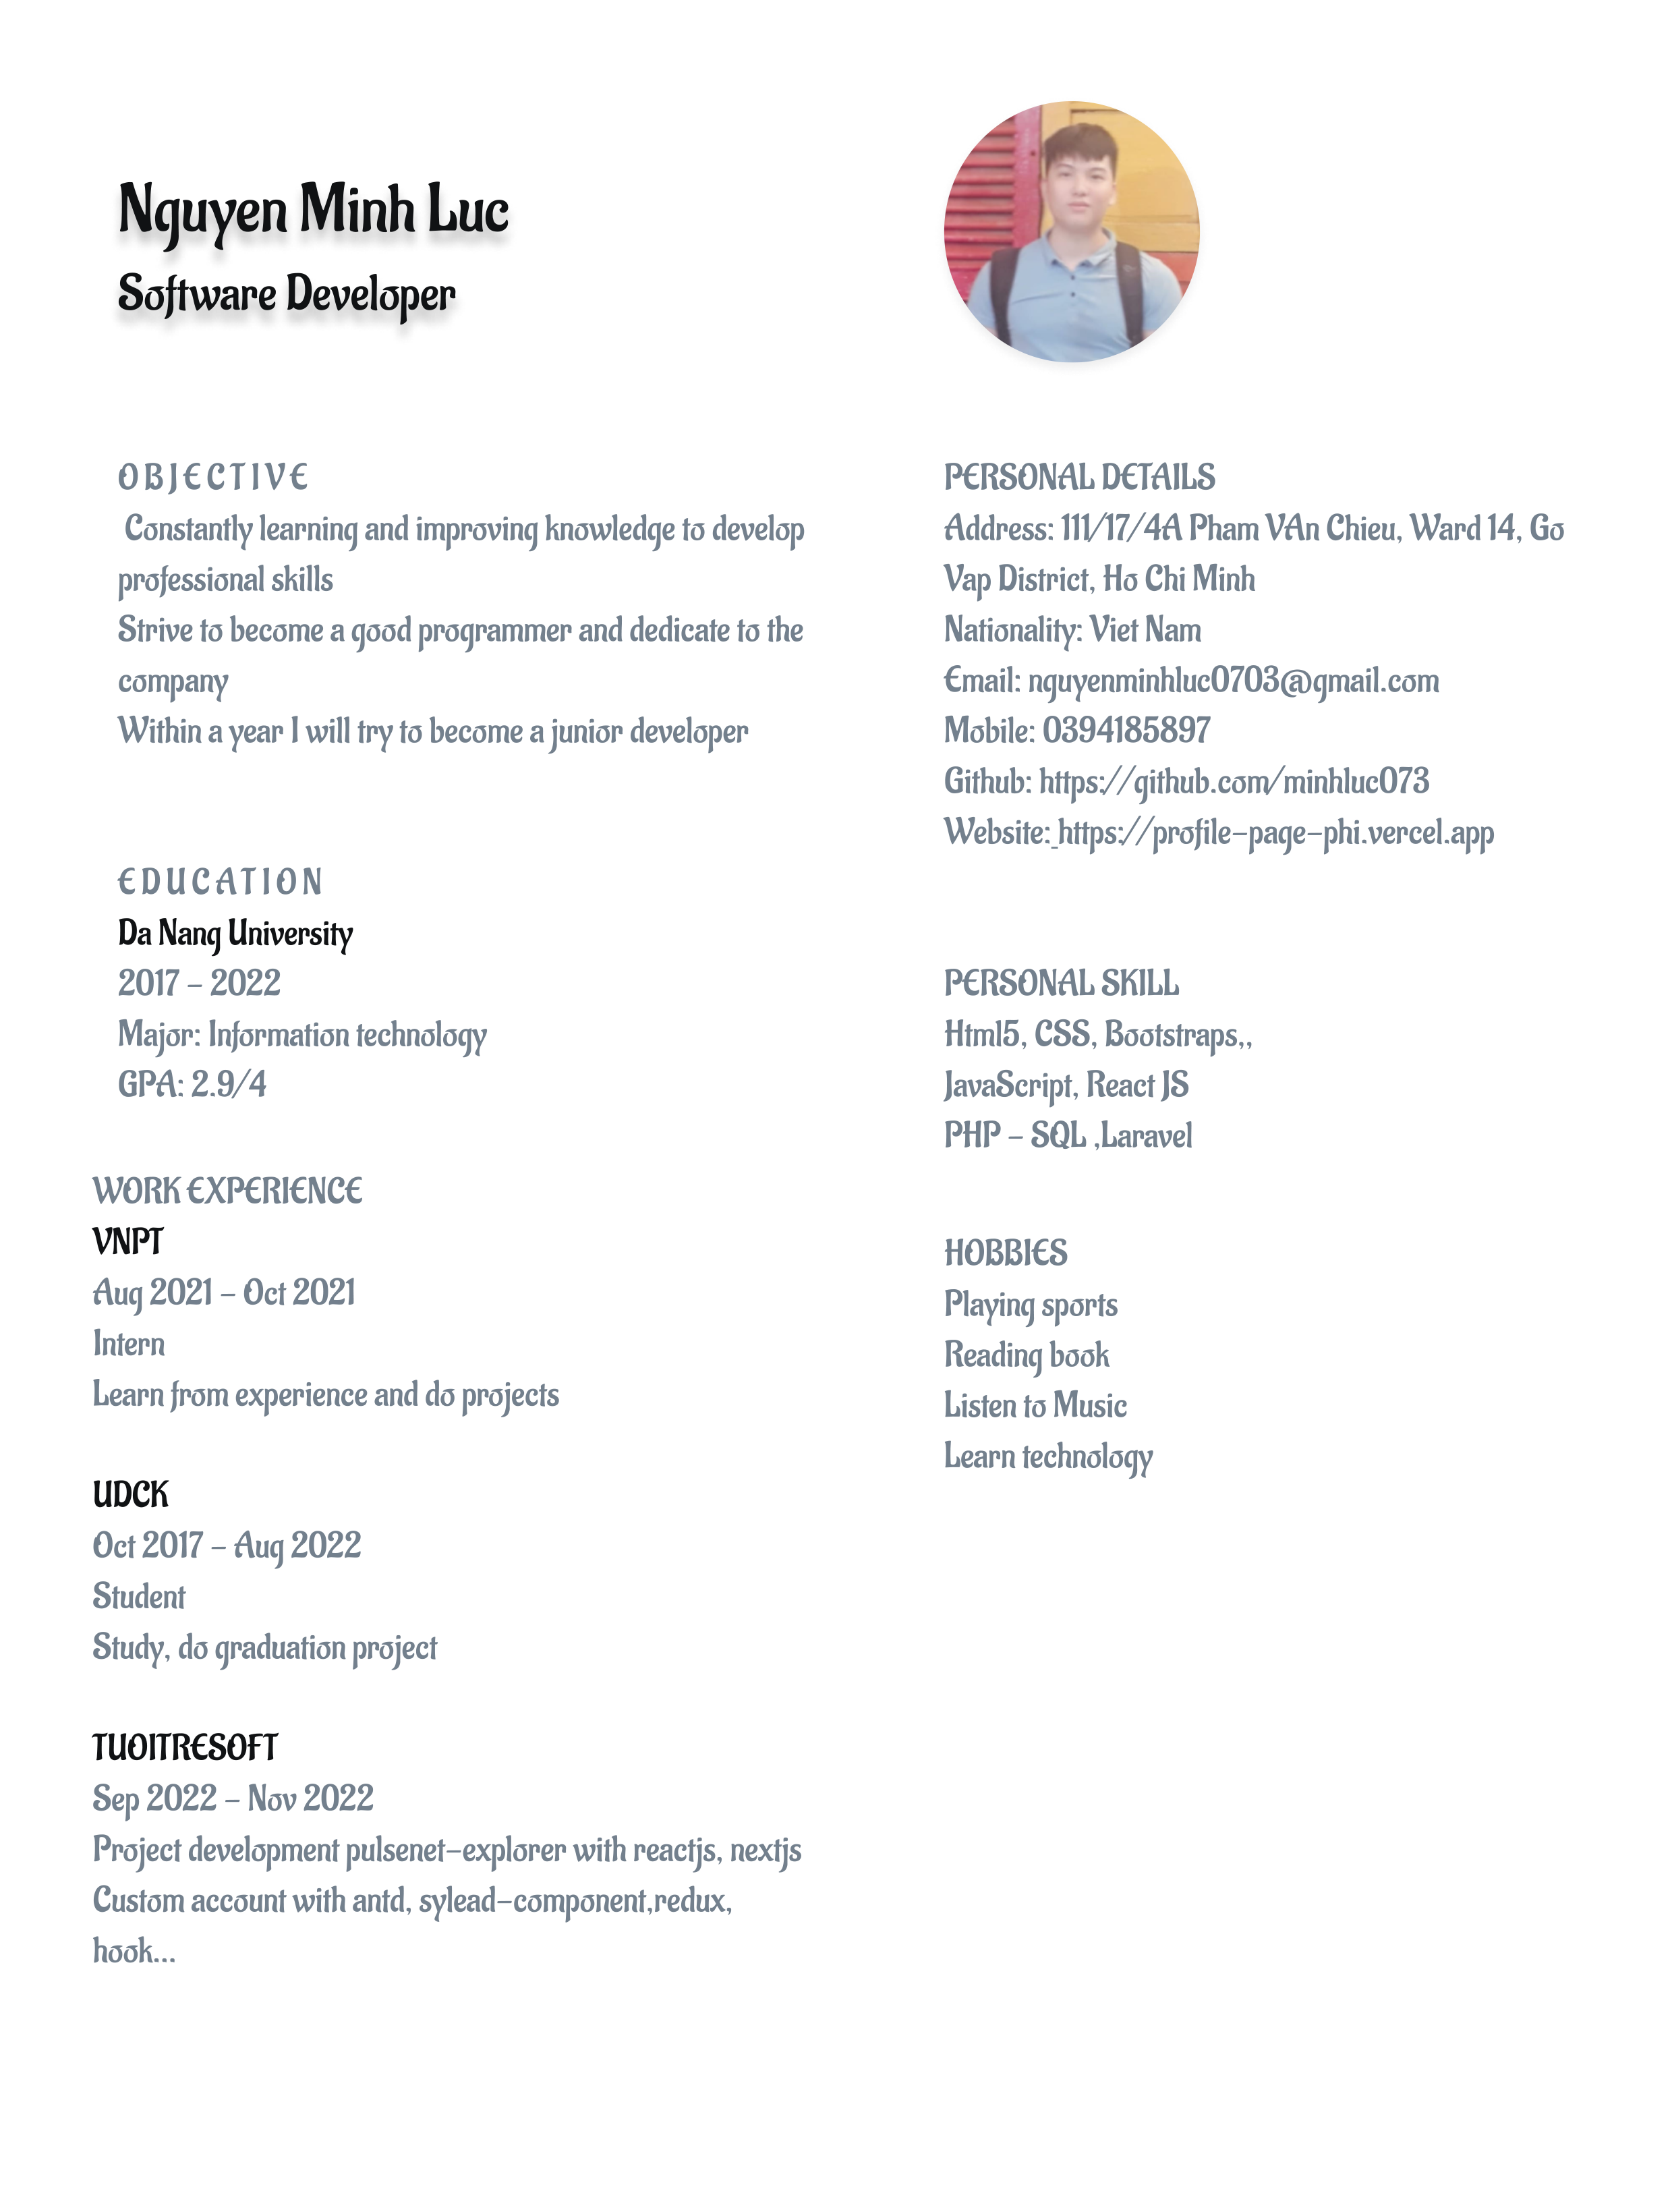 Nguyen Minh Luc
Software Developer
OBJECTIVE
Constantly learning and improving knowledge to develop
professional skills
Strive to become a good programmer and dedicate to the
company
Within a year I will try to become a junior developer
EDUCATION
Da Nang University
2017 - 2022
Major: Information technology
GPA: 2.9/4
WORK EXPERIENCE
VNPT
Aug 2021 - Oct 2021
Intern
Learn from experience and do projects
UDCK
Oct 2017 - Aug 2022
Student
Study, do graduation project
TUOITRESOFT
Sep 2022 - Nov 2022
Project development pulsenet-explorer with reactjs, nextjs
Custom account with antd, sylead-component,redux,
hook...
PERSONAL DETAILS
Address: 111/17/4A Pham VAn Chieu, Ward 14, Go
Vap District, Ho Chi Minh
Nationality: Viet Nam
Email: nguyenminhluc0703@gmail.com
Mobile: 0394185897
Github: https://github.com/minhluc073
Website: https://profile-page-phi.vercel.app
PERSONAL SKILL
Html5, CSS, Bootstraps,,
JavaScript, React JS
PHP - SQL ,Laravel
HOBBIES
Playing sports
Reading book
Listen to Music
Learn technology